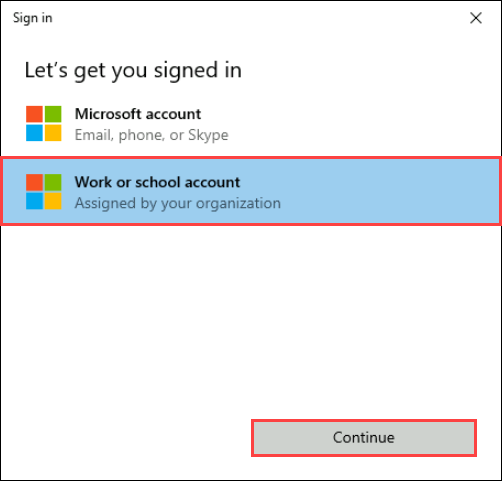 Sign in
Let's get you signed in
Microsoft account
Email, phone, or Skype
Work or school account
Assigned by your organization
Continue